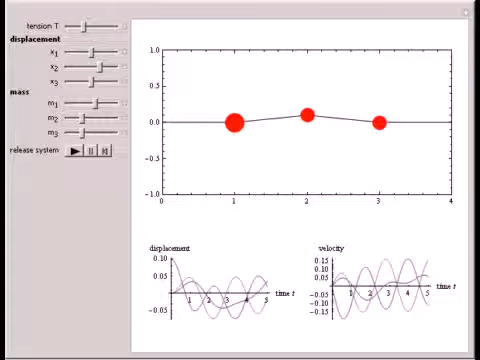 tension T
displacement
x1
x2
x3
mass
m1
m2
m3
release system
1.0
0.5
0.0
−0.5
−1.0
0 1 2 3 4
displacement
0.10
0.05
−0.05
1 2 3 4 5 time t
velocity
0.15
0.10
0.05
−0.05
−0.10
−0.15
1 2 3 4 5 time t